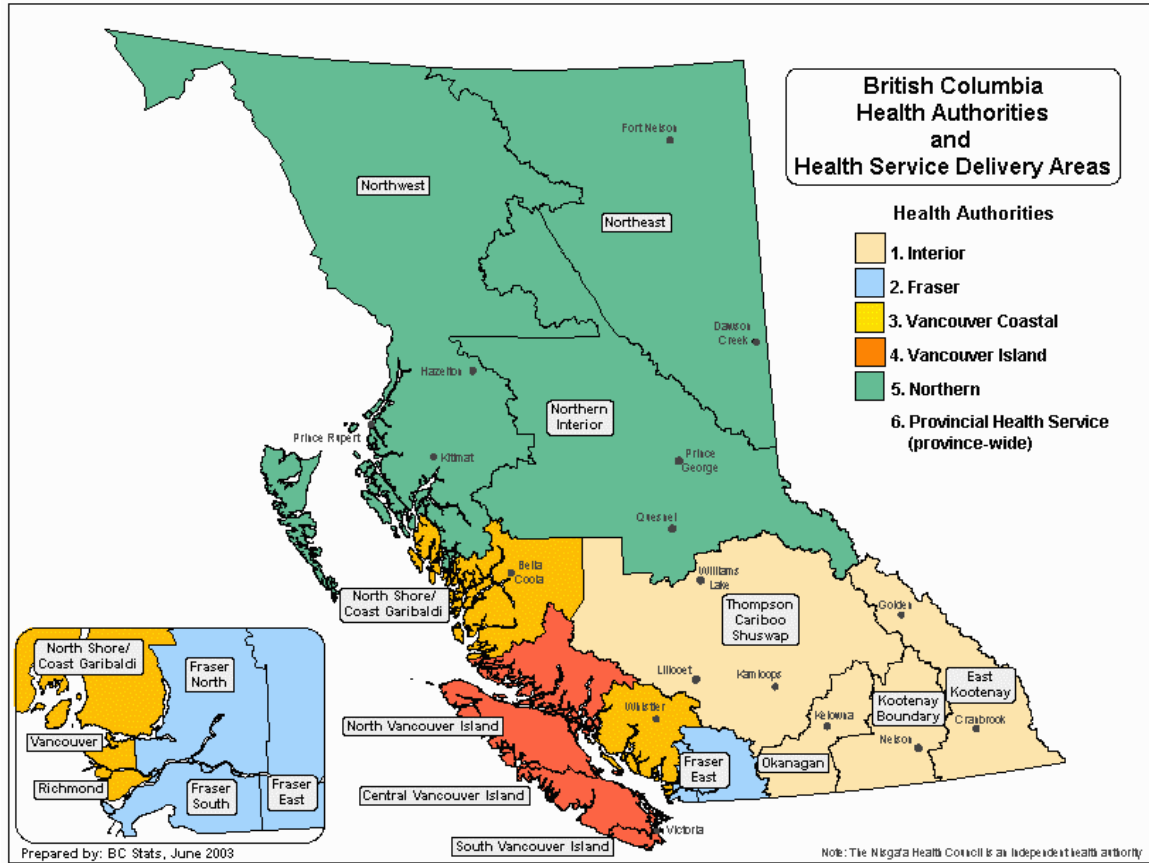 British Columbia
Health Authorities
and
Health Service Delivery Areas
Health Authorities
1. Interior
2. Fraser
3. Vancouver Coastal
4. Vancouver Island
5. Northern
6. Provincial Health Service
(province-wide)
Fort Nelson
Northwest
Northeast
Dawson
Creek
Hazelton
Northern
Interior
Prince Rupert
Kitimat
Prince
George
Quesnel
Bella
Coola
Williams
Lake
North Shore/
Coast Garibaldi
Thompson
Cariboo
Shuswap
Golden
Lillooet
Kamloops
East
Kootenay
Kootenay
Boundary
Whistler
Kelowna
Cranbrook
Nelson
North Vancouver Island
Fraser
East
Okanagan
Central Vancouver Island
Victoria
South Vancouver Island
North Shore/
Coast Garibaldi
Fraser
North
Vancouver
Richmond
Fraser
South
Fraser
East
Prepared by: BC Stats, June 2003
Note: The Nisga'a Health Council is an independent health authority